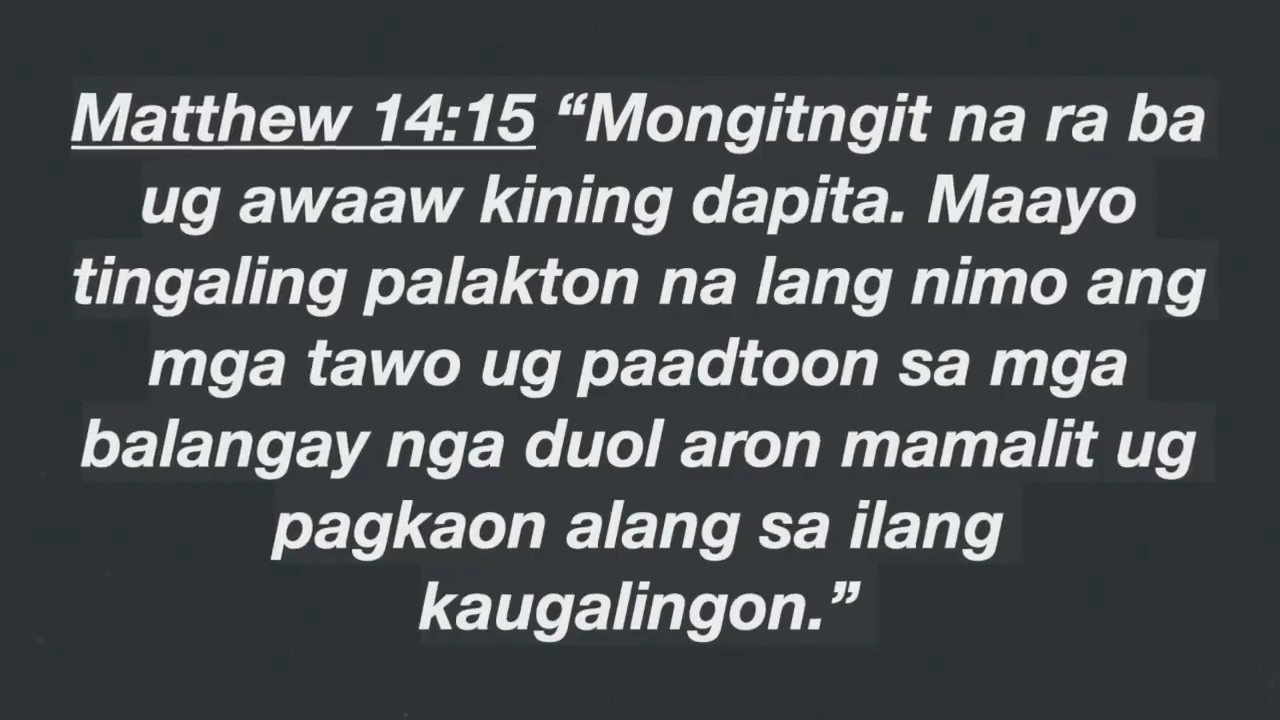 Matthew 14:15 “Mongitngit na ra ba
ug awaaw kining dapita. Maayo
tingaling palakton na lang nimo ang
mga tawo ug paadtoon sa mga
balangay nga duol aron mamalit ug
pagkaon alang sa ilang
kaugalingon.”